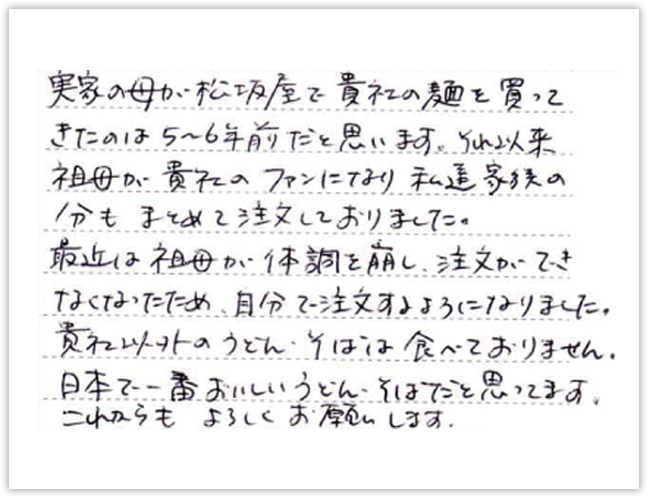 実家の母が松坂屋で貴社の麺を買って
きたのは5〜6年前だと思います。それ以来
祖母が貴社のファンになり私達家族の
分もまとめて注文しておりました。
最近は祖母が体調を崩し、注文ができ
なくなったため、自分で注文するようになりました。
貴社以外のうどん・そばは食べておりません。
日本で一番おいしいうどん・そばだと思ってます。
これからもよろしくお願いします。